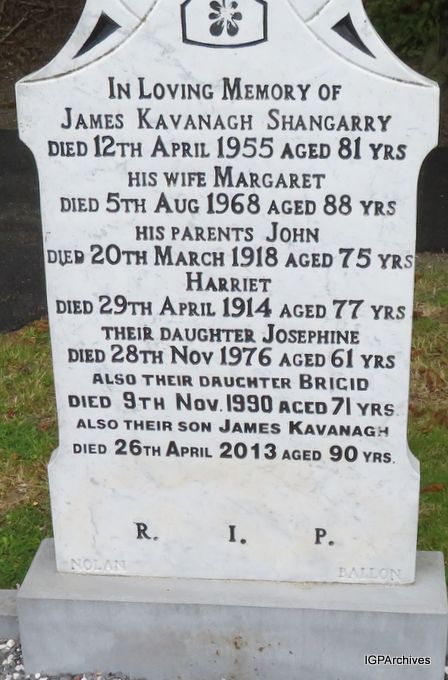 In Loving Memory of
James Kavanagh Shangarry
died 12th April 1955 aged 81 yrs
his wife Margaret
died 5th Aug 1968 aged 88 yrs
his parents John
died 20th March 1918 aged 75 yrs
Harriet
died 29th April 1914 aged 77 yrs
their daughter Josephine
died 28th Nov 1976 aged 61 yrs
also their daughter Brigid
died 9th Nov. 1990 aged 71 yrs.
also their son James Kavanagh
died 26th April 2013 aged 90 yrs.
R. I. P.
NOLAN BALLON
IGPArchives